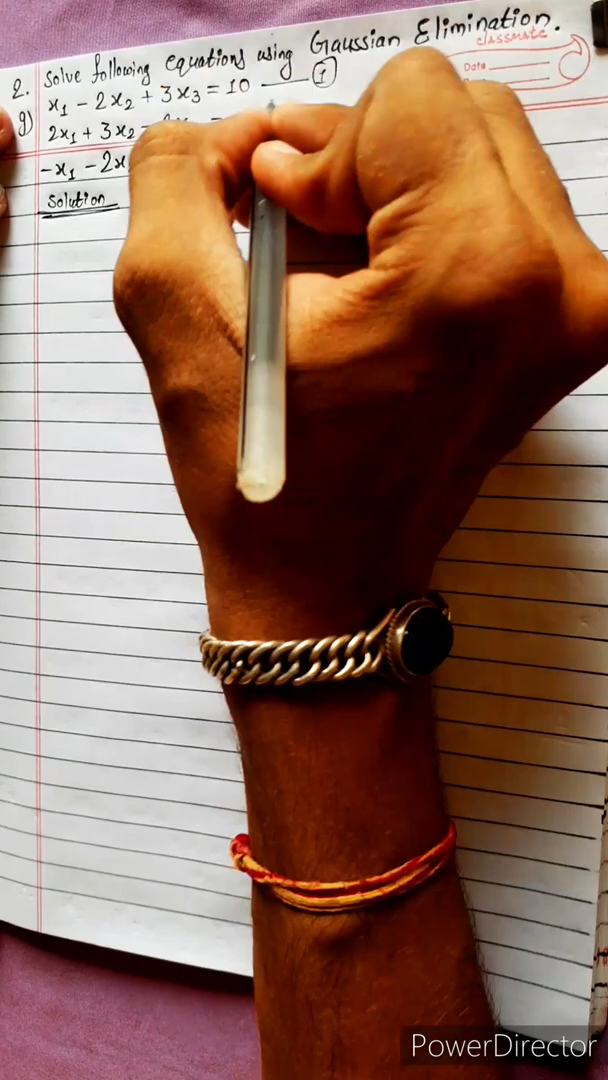 2. Solve following equations using Gaussian Elimination.
classmate
Date
g) x₁ - 2x₂ + 3x₃ = 10 —— ①
2x₁ + 3x₂
-x₁ - 2x
Solution
PowerDirector